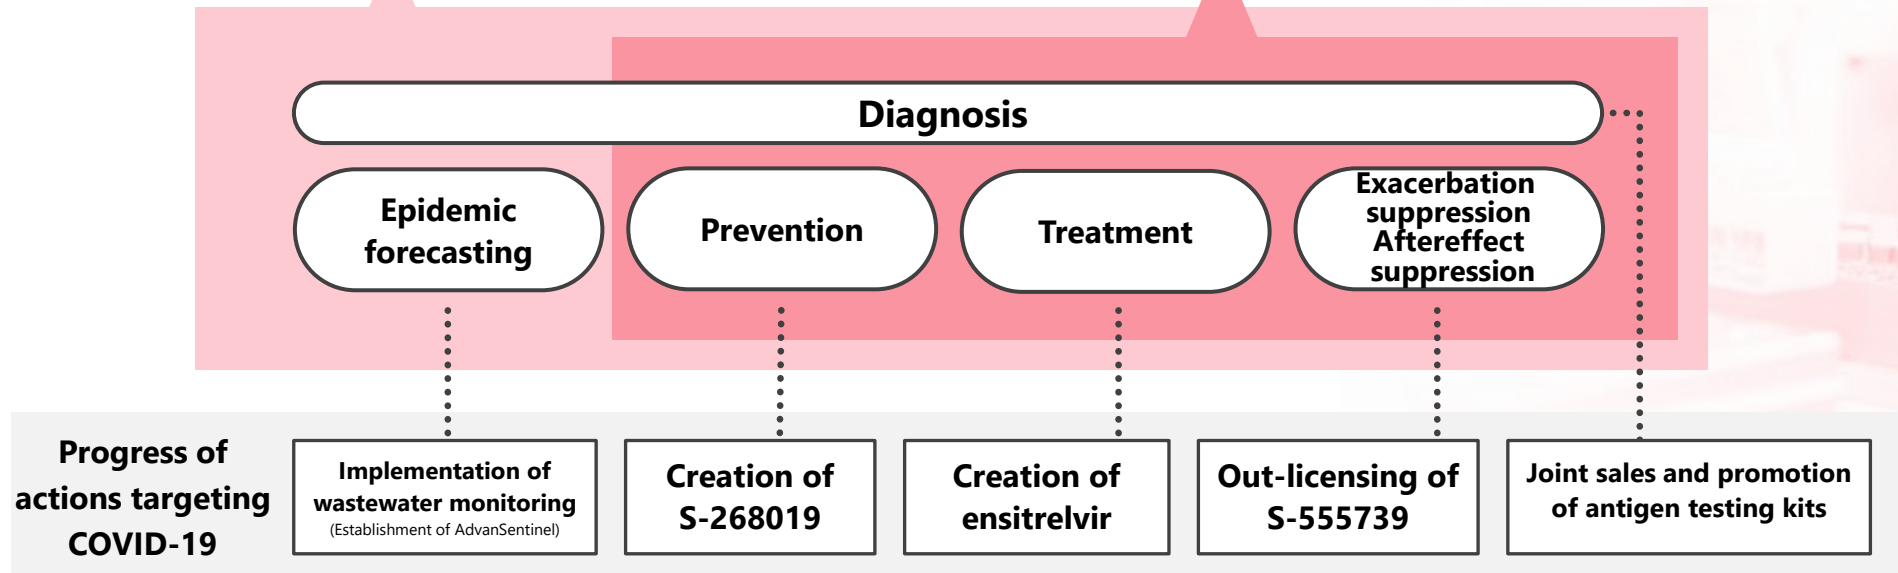 Diagnosis
Epidemic
forecasting
Prevention
Treatment
Exacerbation
suppression
Aftereffect
suppression
Progress of
actions targeting
COVID-19
Implementation of
wastewater monitoring
(Establishment of AdvanSentinel)
Creation of
S-268019
Creation of
ensitrelvir
Out-licensing of
S-555739
Joint sales and promotion
of antigen testing kits